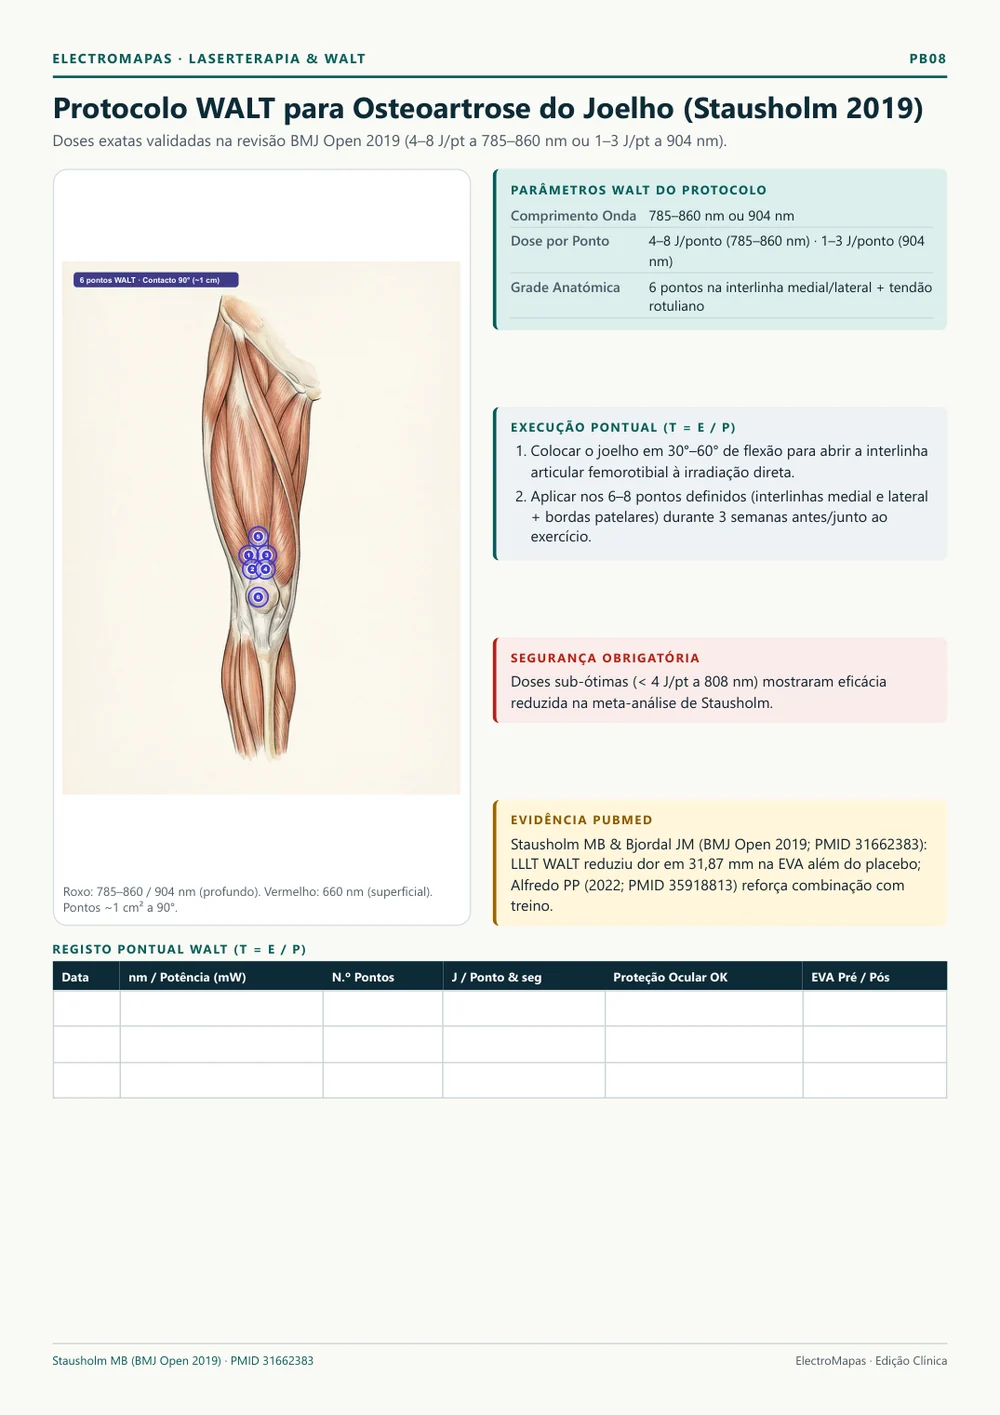 ELECTROMAPAS · LASERTERAPIA & WALT
PB08
Protocolo WALT para Osteoartrose do Joelho (Stausholm 2019)
Doses exatas validadas na revisão BMJ Open 2019 (4–8 J/pt a 785–860 nm ou 1–3 J/pt a 904 nm).
6 pontos WALT · Contacto 90° (~1 cm)
5
1
3
2
4
6
Roxo: 785–860 / 904 nm (profundo). Vermelho: 660 nm (superficial).
Pontos ~1 cm² a 90°.
PARÂMETROS WALT DO PROTOCOLO
Comprimento Onda 785–860 nm ou 904 nm
Dose por Ponto 4–8 J/ponto (785–860 nm) · 1–3 J/ponto (904
nm)
Grade Anatómica 6 pontos na interlinha medial/lateral + tendão
rotuliano
EXECUÇÃO PONTUAL (T = E / P)
1. Colocar o joelho em 30°–60° de flexão para abrir a interlinha
articular femorotibial à irradiação direta.
2. Aplicar nos 6–8 pontos definidos (interlinhas medial e lateral
+ bordas patelares) durante 3 semanas antes/junto ao
exercício.
SEGURANÇA OBRIGATÓRIA
Doses sub-ótimas (< 4 J/pt a 808 nm) mostraram eficácia
reduzida na meta-análise de Stausholm.
EVIDÊNCIA PUBMED
Stausholm MB & Bjordal JM (BMJ Open 2019; PMID 31662383):
LLLT WALT reduziu dor em 31,87 mm na EVA além do placebo;
Alfredo PP (2022; PMID 35918813) reforça combinação com
treino.
REGISTO PONTUAL WALT (T = E / P)
Data nm / Potência (mW) N.º Pontos J / Ponto & seg Proteção Ocular OK EVA Pré / Pós
Stausholm MB (BMJ Open 2019) · PMID 31662383
ElectroMapas · Edição Clínica